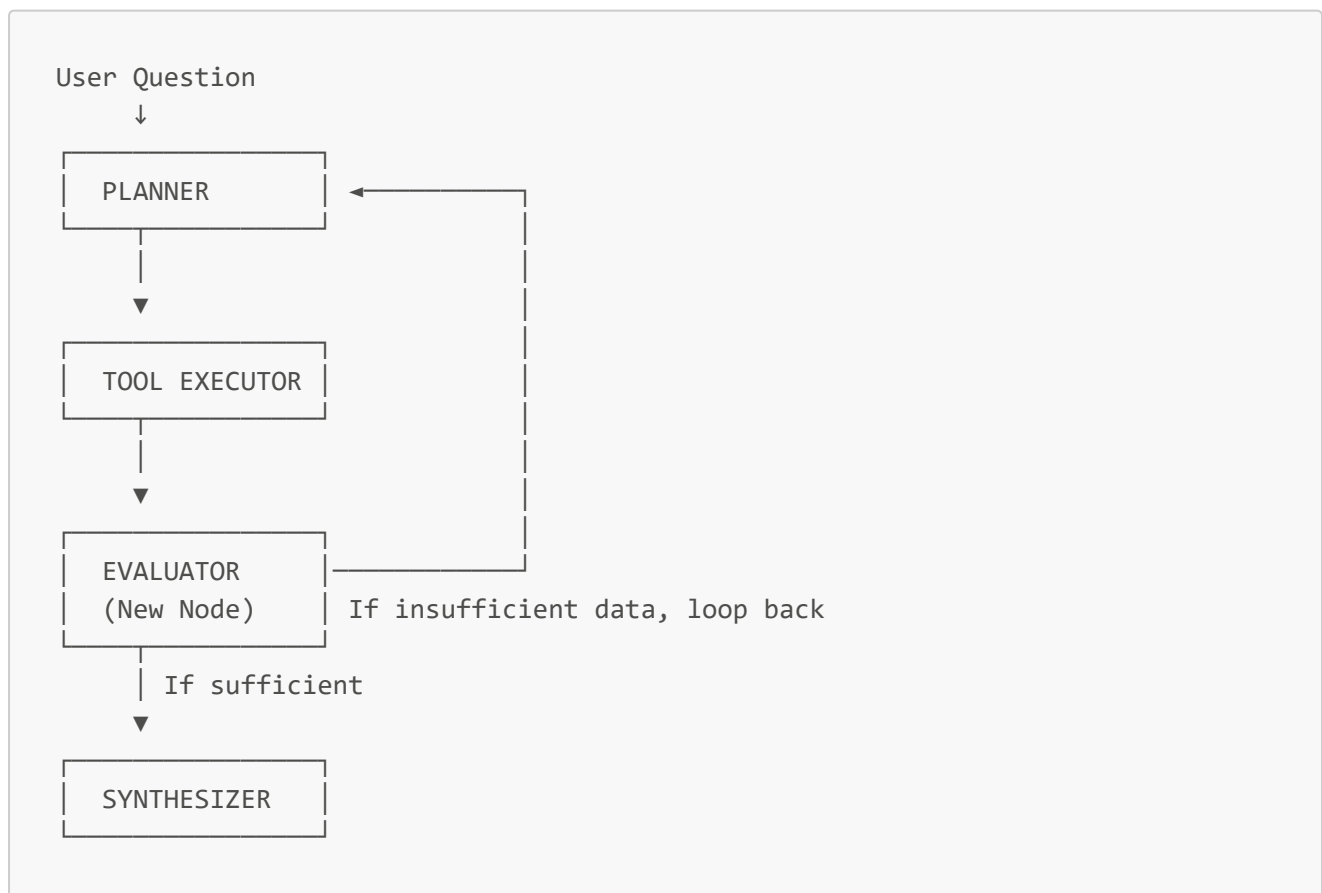 User Question
PLANNER
TOOL EXECUTOR
EVALUATOR
(New Node)
If insufficient data, loop back
If sufficient
SYNTHESIZER